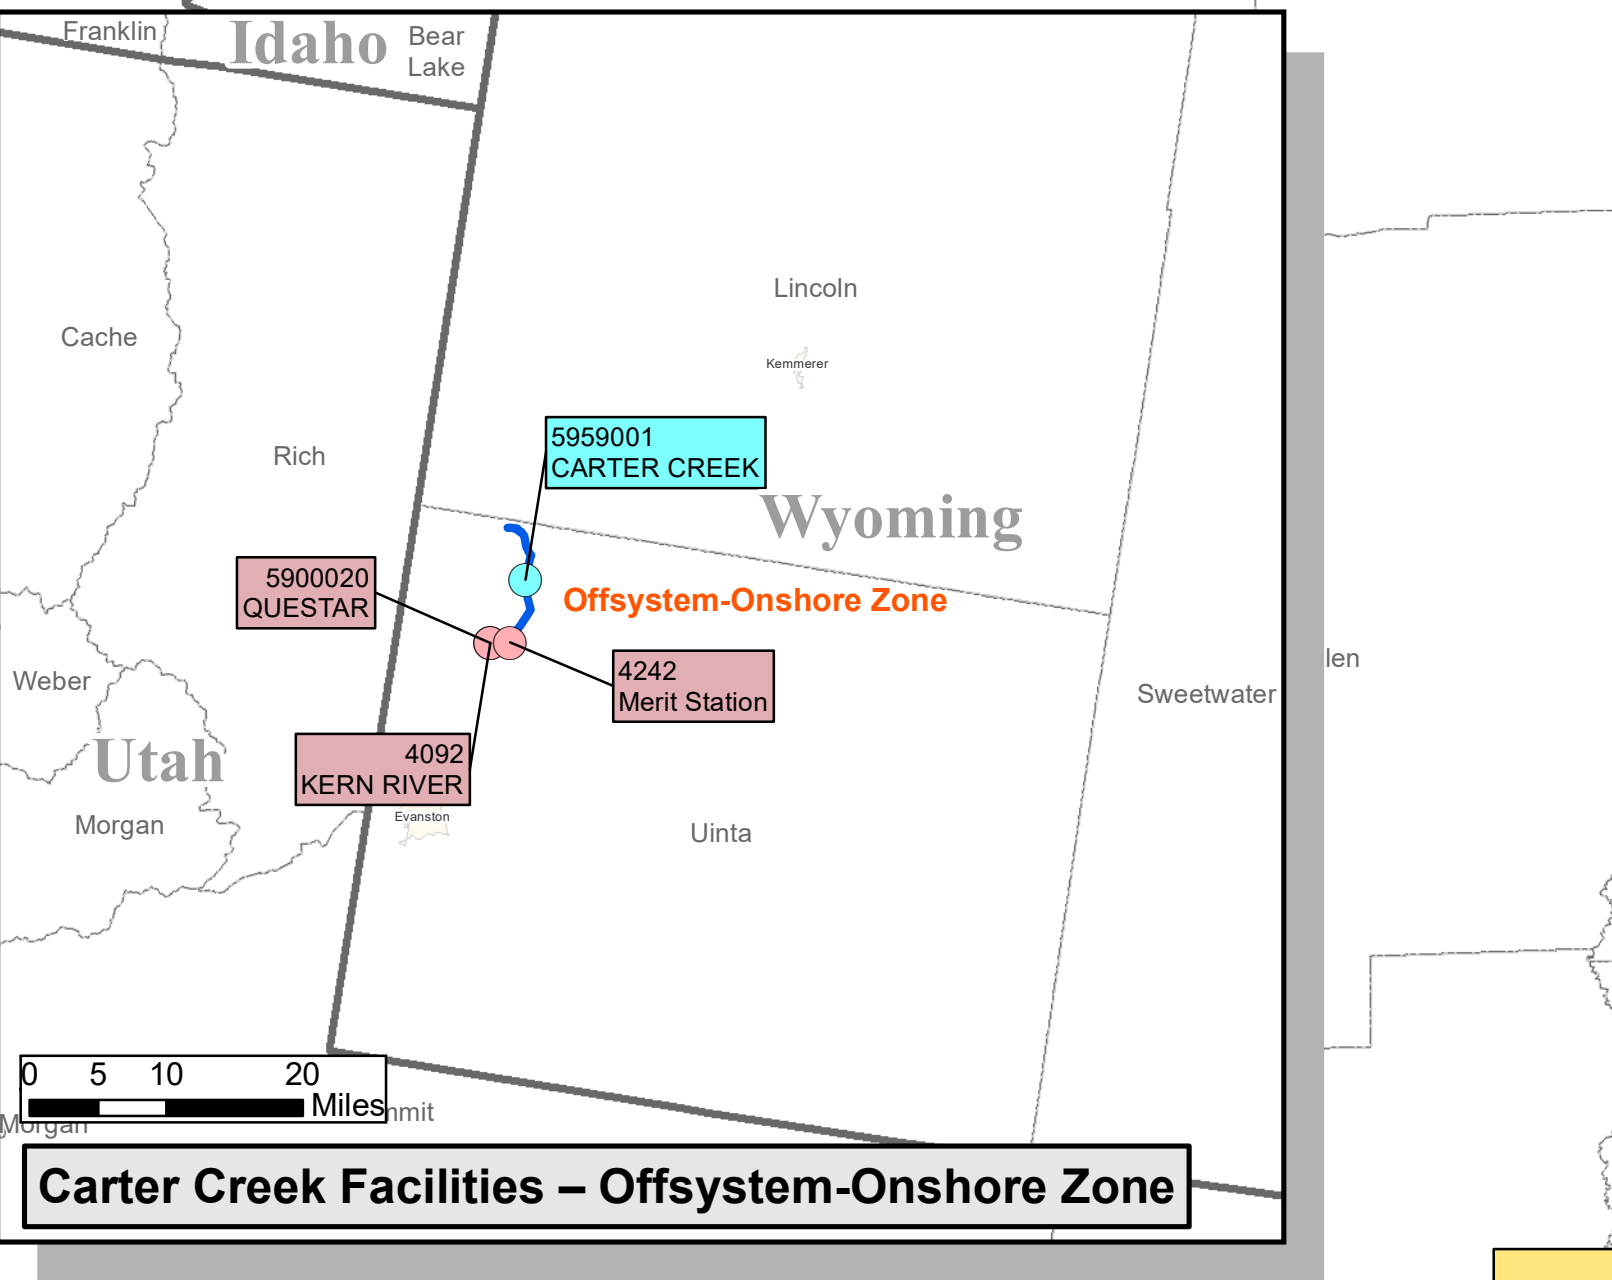 Franklin
Idaho
Bear
Lake
Lincoln
Cache
Kemmerer
5959001
CARTER CREEK
Rich
Wyoming
5900020
QUESTAR
Offsystem-Onshore Zone
len
4242
Merit Station
Weber
Sweetwater
Utah
4092
KERN RIVER
Evanston
Morgan
Uinta
0 5 10 20
Miles
mmit
Morgan
Carter Creek Facilities – Offsystem-Onshore Zone